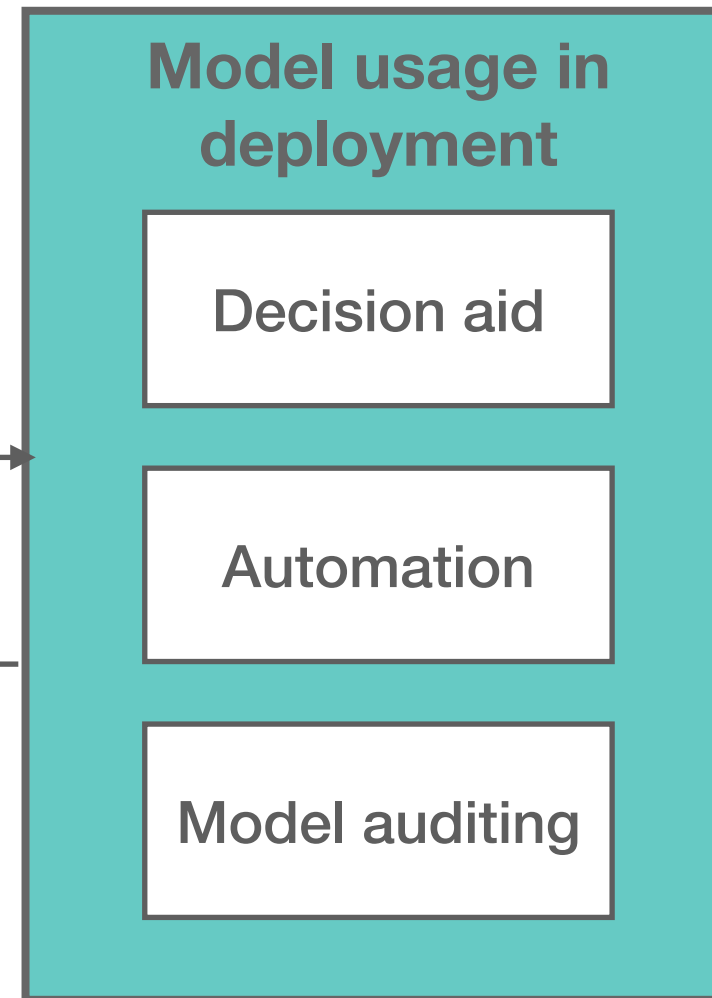 Model usage in
deployment
Decision aid
Automation
Model auditing